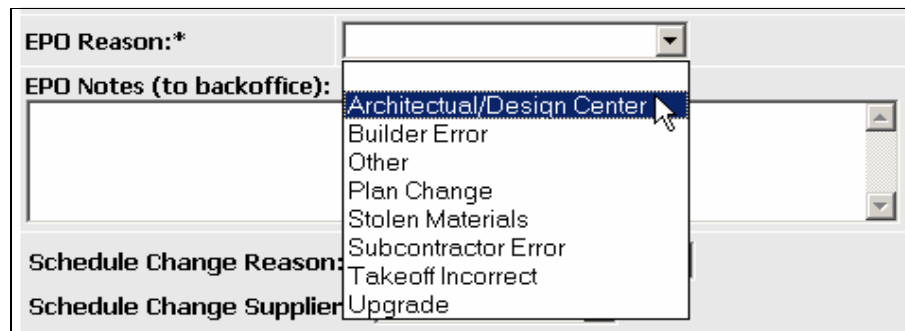 EPO Reason:*
EPO Notes (to backoffice):
Architectual/Design Center
Builder Error
Other
Plan Change
Stolen Materials
Subcontractor Error
Takeoff Incorrect
Upgrade
Schedule Change Reason:
Schedule Change Supplier